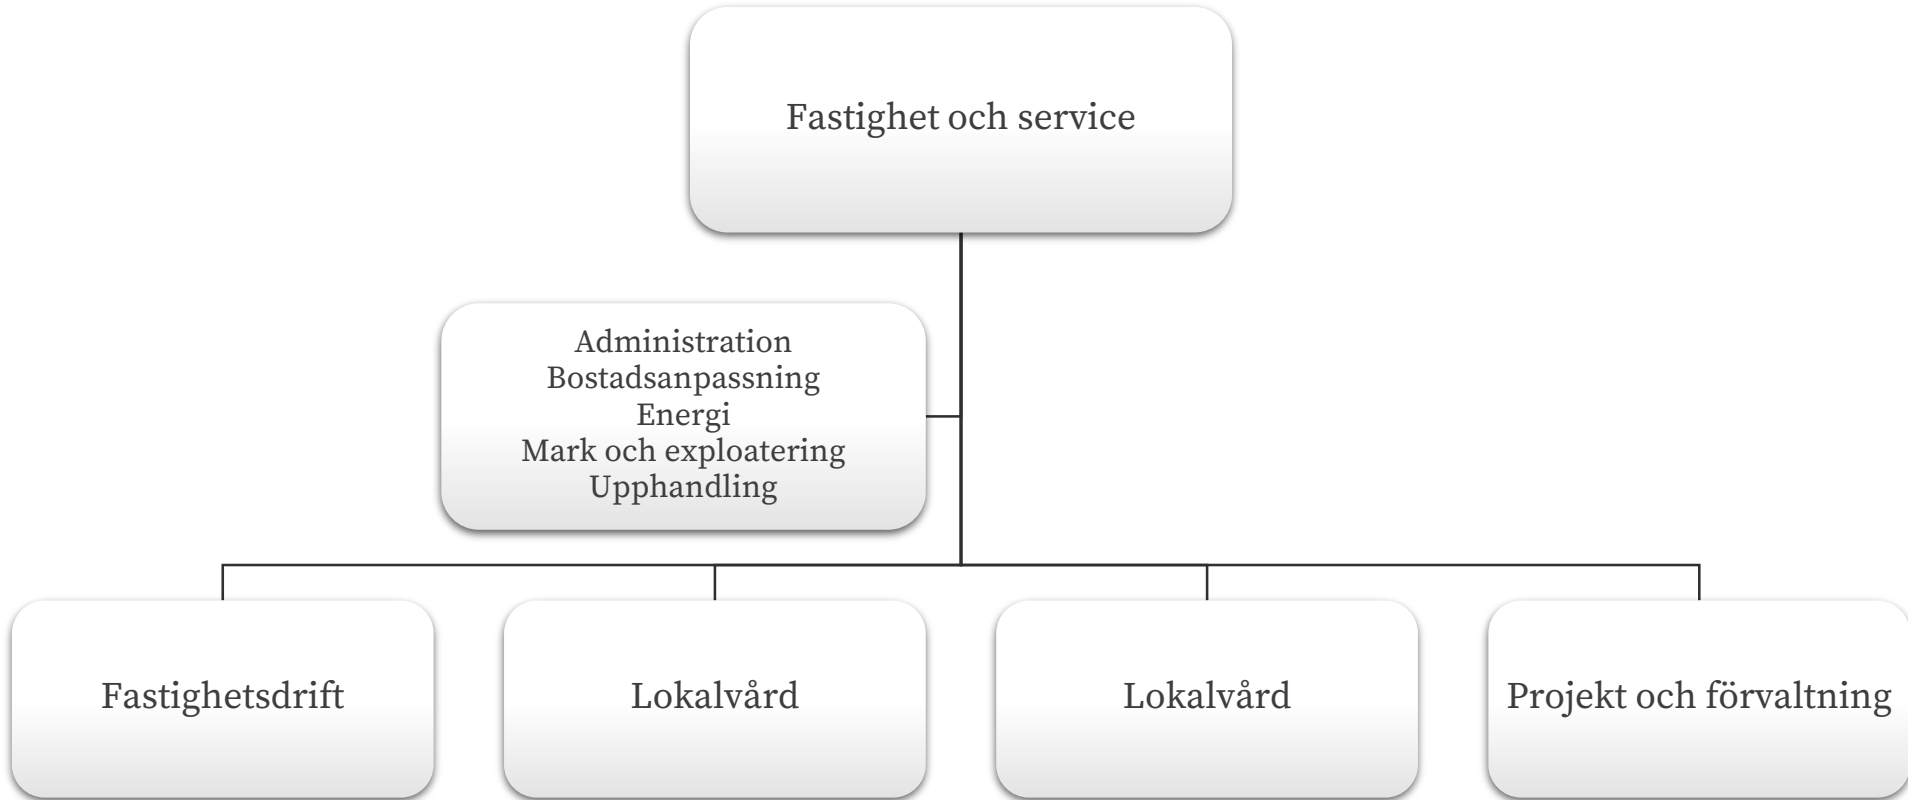 Fastighet och service
Administration
Bostadsanpassning
Energi
Mark och exploatering
Upphandling
Fastighetsdrift
Lokalvård
Lokalvård
Projekt och förvaltning